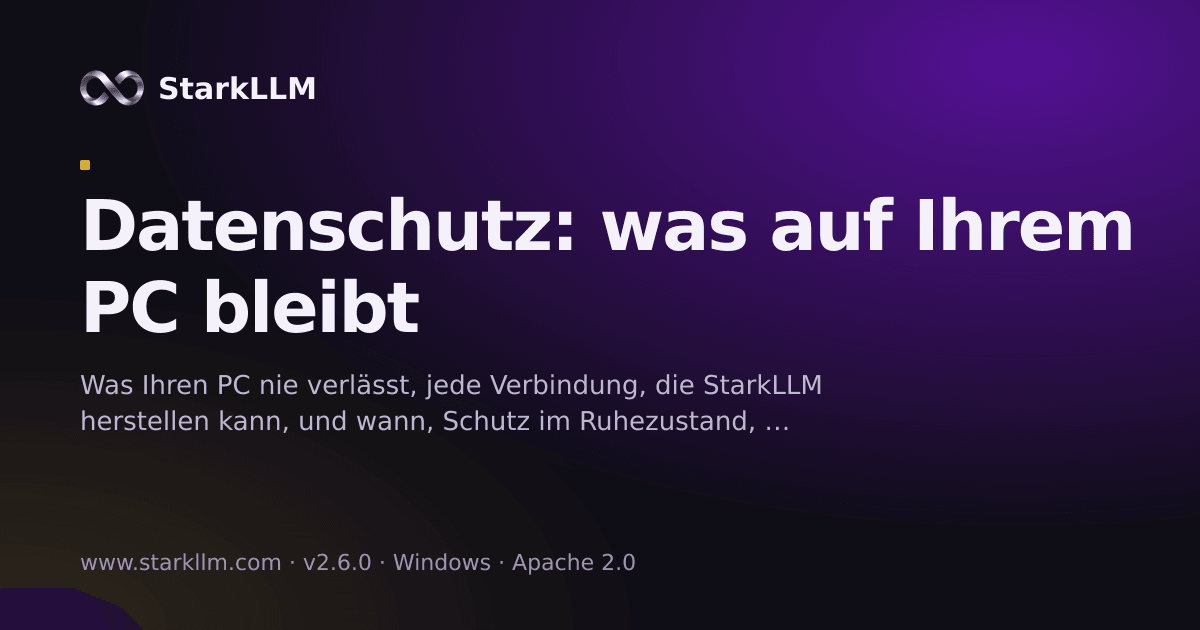 StarkLLM
Datenschutz: was auf Ihrem
PC bleibt
Was Ihren PC nie verlässt, jede Verbindung, die StarkLLM
herstellen kann, und wann, Schutz im Ruhezustand, …
www.starkllm.com · v2.6.0 · Windows · Apache 2.0